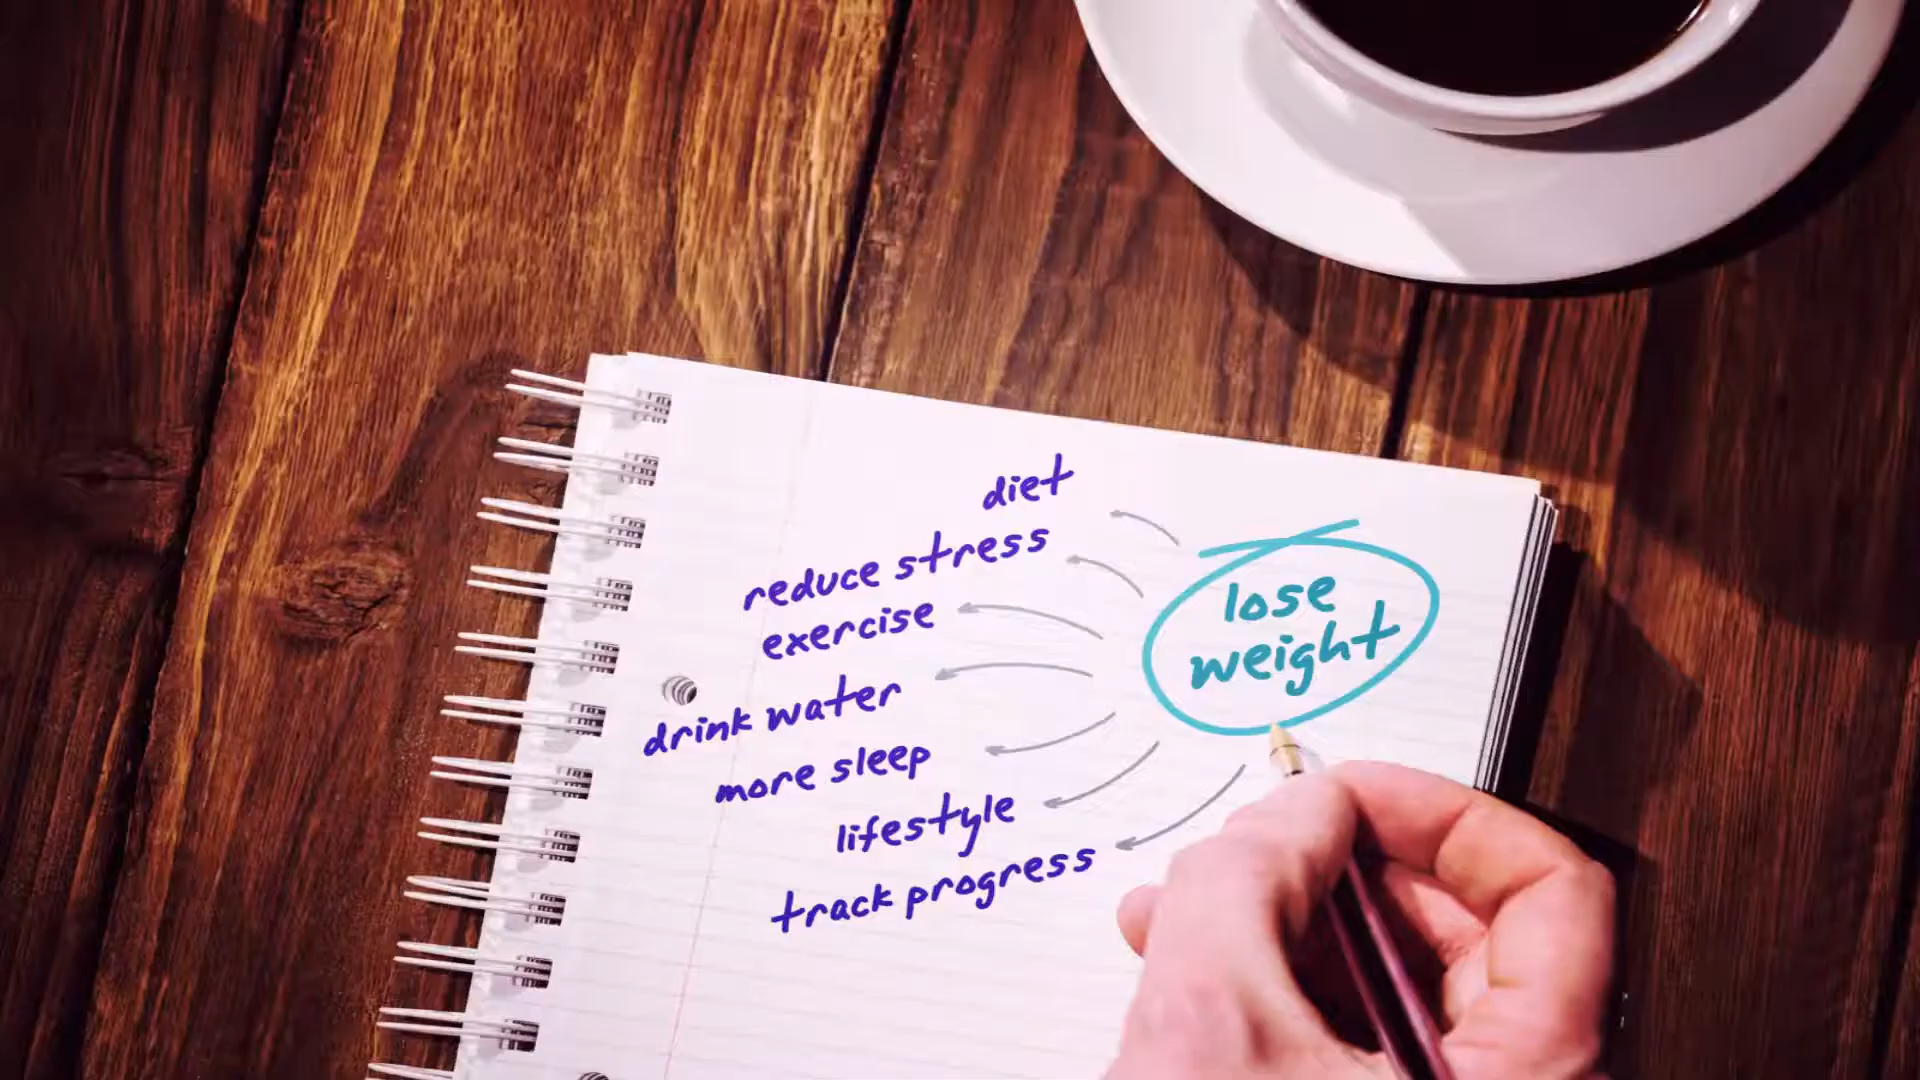 diet
reduce stress
exercise
drink water
more sleep
lifestyle
track progress
lose
weight